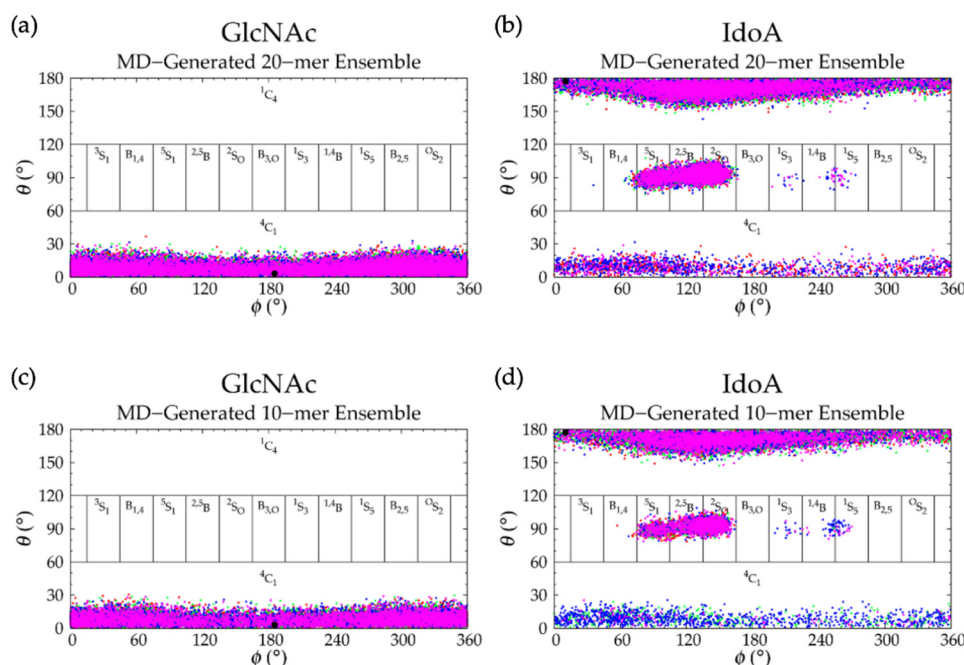 (a)
GlcNAc
MD−Generated 20−mer Ensemble
180
150
120
90
60
30
0
θ (°)
¹C₄
³S₁ B₁,₄ ⁵S₁ ²,⁵B ²S_O B₃,O ¹S₃ ¹,⁴B ¹S₅ B₂,₅ ᴼS₂
⁴C₁
0 60 120 180 240 300 360
ϕ (°)
(b)
IdoA
MD−Generated 20−mer Ensemble
180
150
120
90
60
30
0
θ (°)
³S₁ B₁,₄ ⁵S₁ ²,⁵B ²S_O B₃,O ¹S₃ ¹,⁴B ¹S₅ B₂,₅ ᴼS₂
⁴C₁
0 60 120 180 240 300 360
ϕ (°)
(c)
GlcNAc
MD−Generated 10−mer Ensemble
180
150
120
90
60
30
0
θ (°)
¹C₄
³S₁ B₁,₄ ⁵S₁ ²,⁵B ²S_O B₃,O ¹S₃ ¹,⁴B ¹S₅ B₂,₅ ᴼS₂
⁴C₁
0 60 120 180 240 300 360
ϕ (°)
(d)
IdoA
MD−Generated 10−mer Ensemble
180
150
120
90
60
30
0
θ (°)
³S₁ B₁,₄ ⁵S₁ ²,⁵B ²S_O B₃,O ¹S₃ ¹,⁴B ¹S₅ B₂,₅ ᴼS₂
⁴C₁
0 60 120 180 240 300 360
ϕ (°)